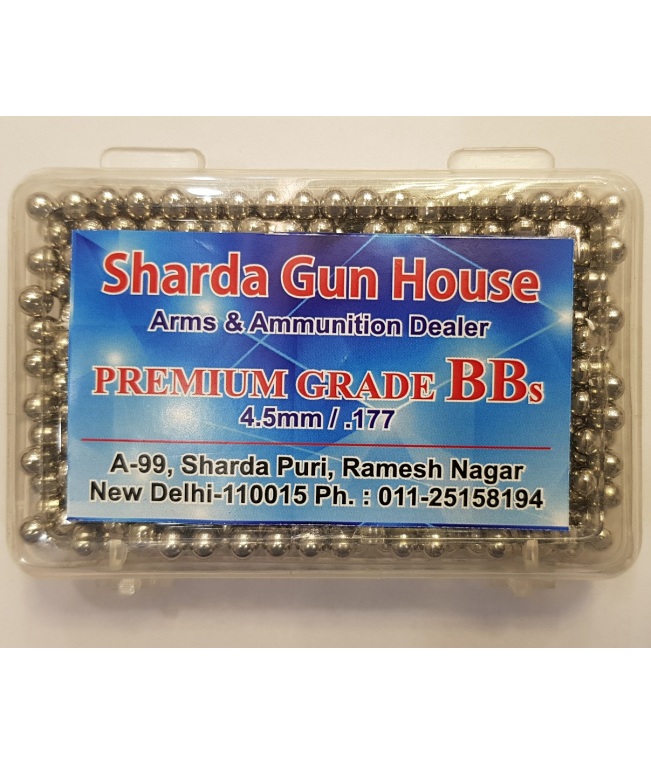 Sharda Gun House
Arms & Ammunition Dealer
PREMIUM GRADE BBs
4.5mm / .177
A-99, Sharda Puri, Ramesh Nagar
New Delhi-110015 Ph. : 011-25158194